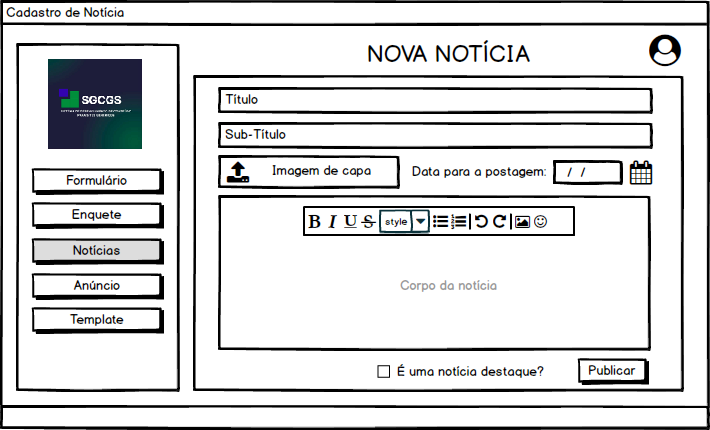 Cadastro de Notícia
SGCGS
NOVA NOTÍCIA
Formulário
Enquete
Notícias
Anúncio
Template
Título
Sub-Título
Imagem de capa
Data para a postagem:
/ /
B I U S style
Corpo da notícia
É uma notícia destaque?
Publicar